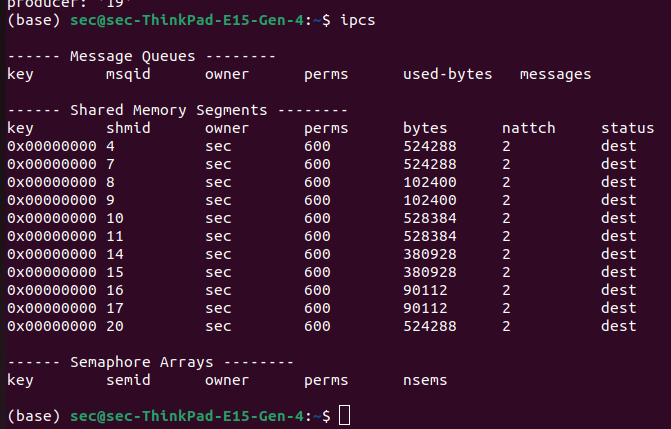 producer: '19'
(base) sec@sec-ThinkPad-E15-Gen-4:~$ ipcs
------ Message Queues --------
key        msqid      owner      perms      used-bytes   messages
------ Shared Memory Segments --------
key        shmid      owner      perms      bytes      nattch     status
0x00000000 4          sec        600        524288     2          dest
0x00000000 7          sec        600        524288     2          dest
0x00000000 8          sec        600        102400     2          dest
0x00000000 9          sec        600        102400     2          dest
0x00000000 10         sec        600        528384     2          dest
0x00000000 11         sec        600        528384     2          dest
0x00000000 14         sec        600        380928     2          dest
0x00000000 15         sec        600        380928     2          dest
0x00000000 16         sec        600        90112      2          dest
0x00000000 17         sec        600        90112      2          dest
0x00000000 20         sec        600        524288     2          dest
------ Semaphore Arrays --------
key        semid      owner      perms      nsems
(base) sec@sec-ThinkPad-E15-Gen-4:~$